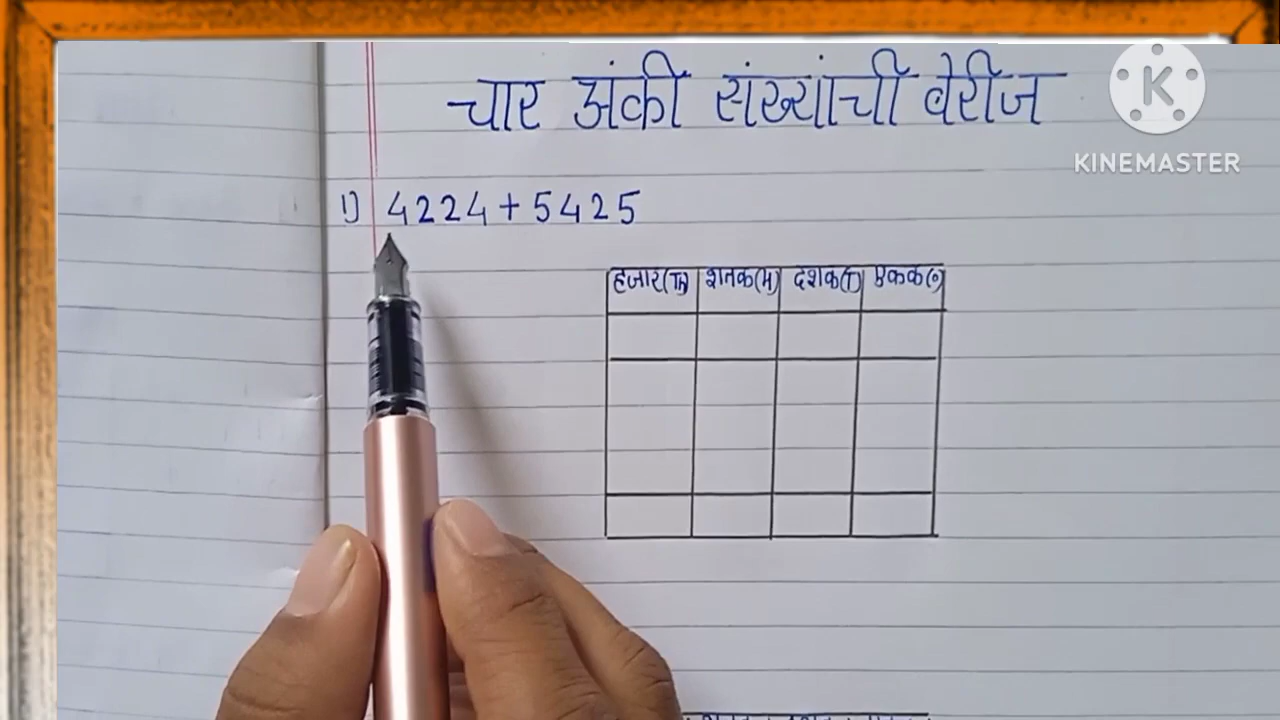 चार अंकी संख्यांची बेरीज
KINEMASTER
1) 4224+5425
हजार(Th) शतक(H) दशक(T) एकक(O)